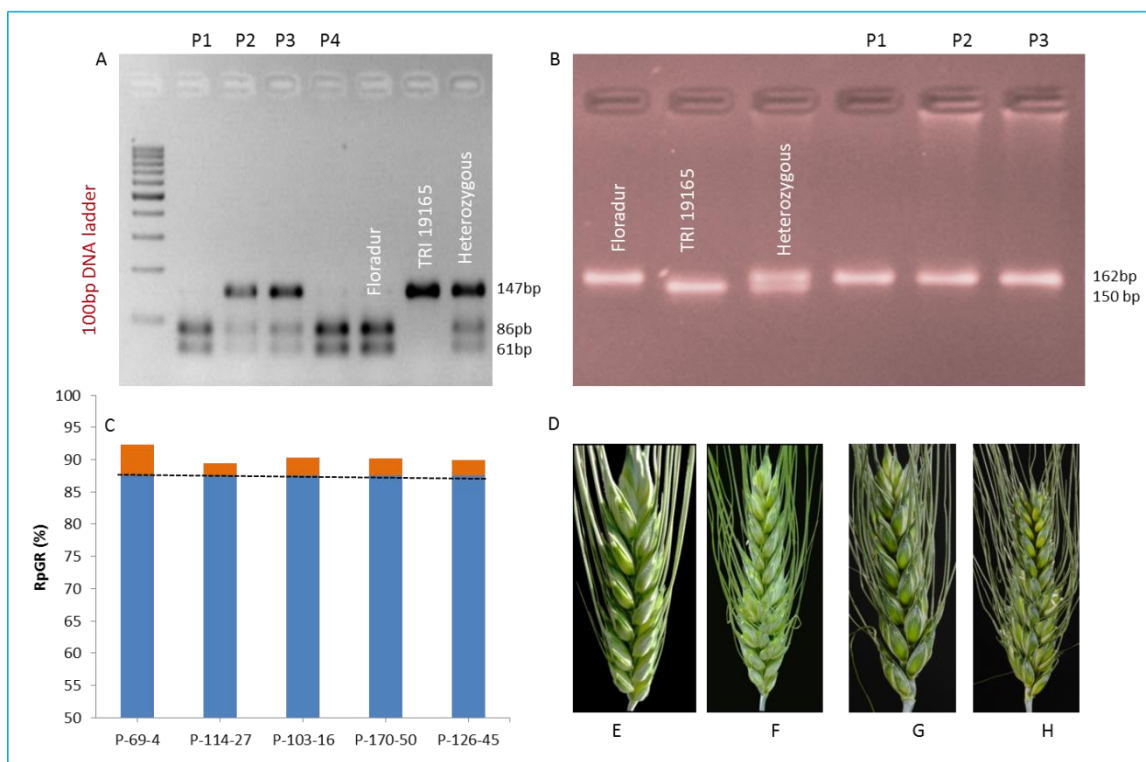 A
P1 P2 P3 P4
100bp DNA ladder
Floradur
TRI 19165
Heterozygous
147bp
86pb
61bp
B
P1 P2 P3
Floradur
TRI 19165
Heterozygous
162bp
150 bp
C
RpGR (%)
100
95
90
85
80
75
70
65
60
55
50
P-69-4 P-114-27 P-103-16 P-170-50 P-126-45
D
E F G H